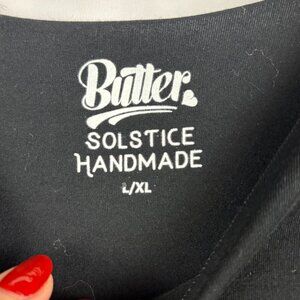 Butter.
SOLSTICE
HANDMADE
L/XL